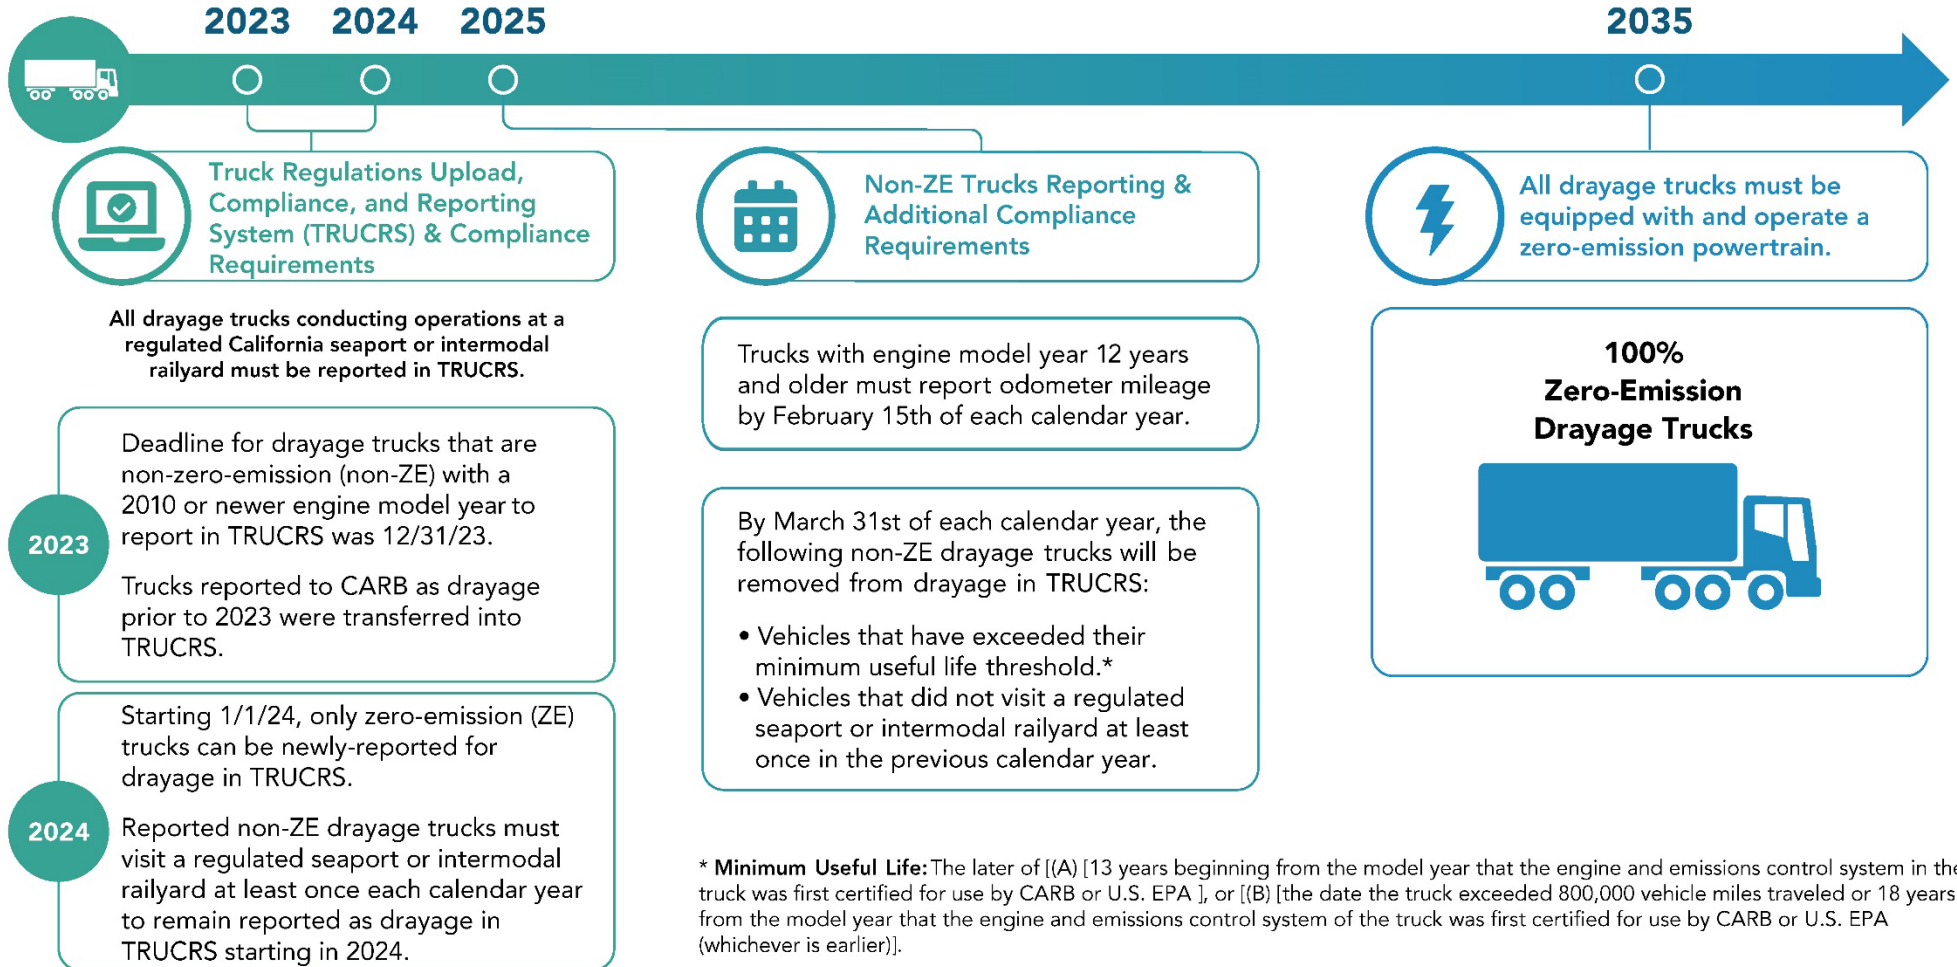 2023 2024 2025 2035
Truck Regulations Upload,
Compliance, and Reporting
System (TRUCRS) & Compliance
Requirements
All drayage trucks conducting operations at a
regulated California seaport or intermodal
railyard must be reported in TRUCRS.
2023
Deadline for drayage trucks that are
non-zero-emission (non-ZE) with a
2010 or newer engine model year to
report in TRUCRS was 12/31/23.
Trucks reported to CARB as drayage
prior to 2023 were transferred into
TRUCRS.
2024
Starting 1/1/24, only zero-emission (ZE)
trucks can be newly-reported for
drayage in TRUCRS.
Reported non-ZE drayage trucks must
visit a regulated seaport or intermodal
railyard at least once each calendar year
to remain reported as drayage in
TRUCRS starting in 2024.
Non-ZE Trucks Reporting &
Additional Compliance
Requirements
Trucks with engine model year 12 years
and older must report odometer mileage
by February 15th of each calendar year.
By March 31st of each calendar year, the
following non-ZE drayage trucks will be
removed from drayage in TRUCRS:
• Vehicles that have exceeded their
minimum useful life threshold.*
• Vehicles that did not visit a regulated
seaport or intermodal railyard at least
once in the previous calendar year.
All drayage trucks must be
equipped with and operate a
zero-emission powertrain.
100%
Zero-Emission
Drayage Trucks
* Minimum Useful Life: The later of [(A) [13 years beginning from the model year that the engine and emissions control system in the
truck was first certified for use by CARB or U.S. EPA ], or [(B) [the date the truck exceeded 800,000 vehicle miles traveled or 18 years
from the model year that the engine and emissions control system of the truck was first certified for use by CARB or U.S. EPA
(whichever is earlier)].